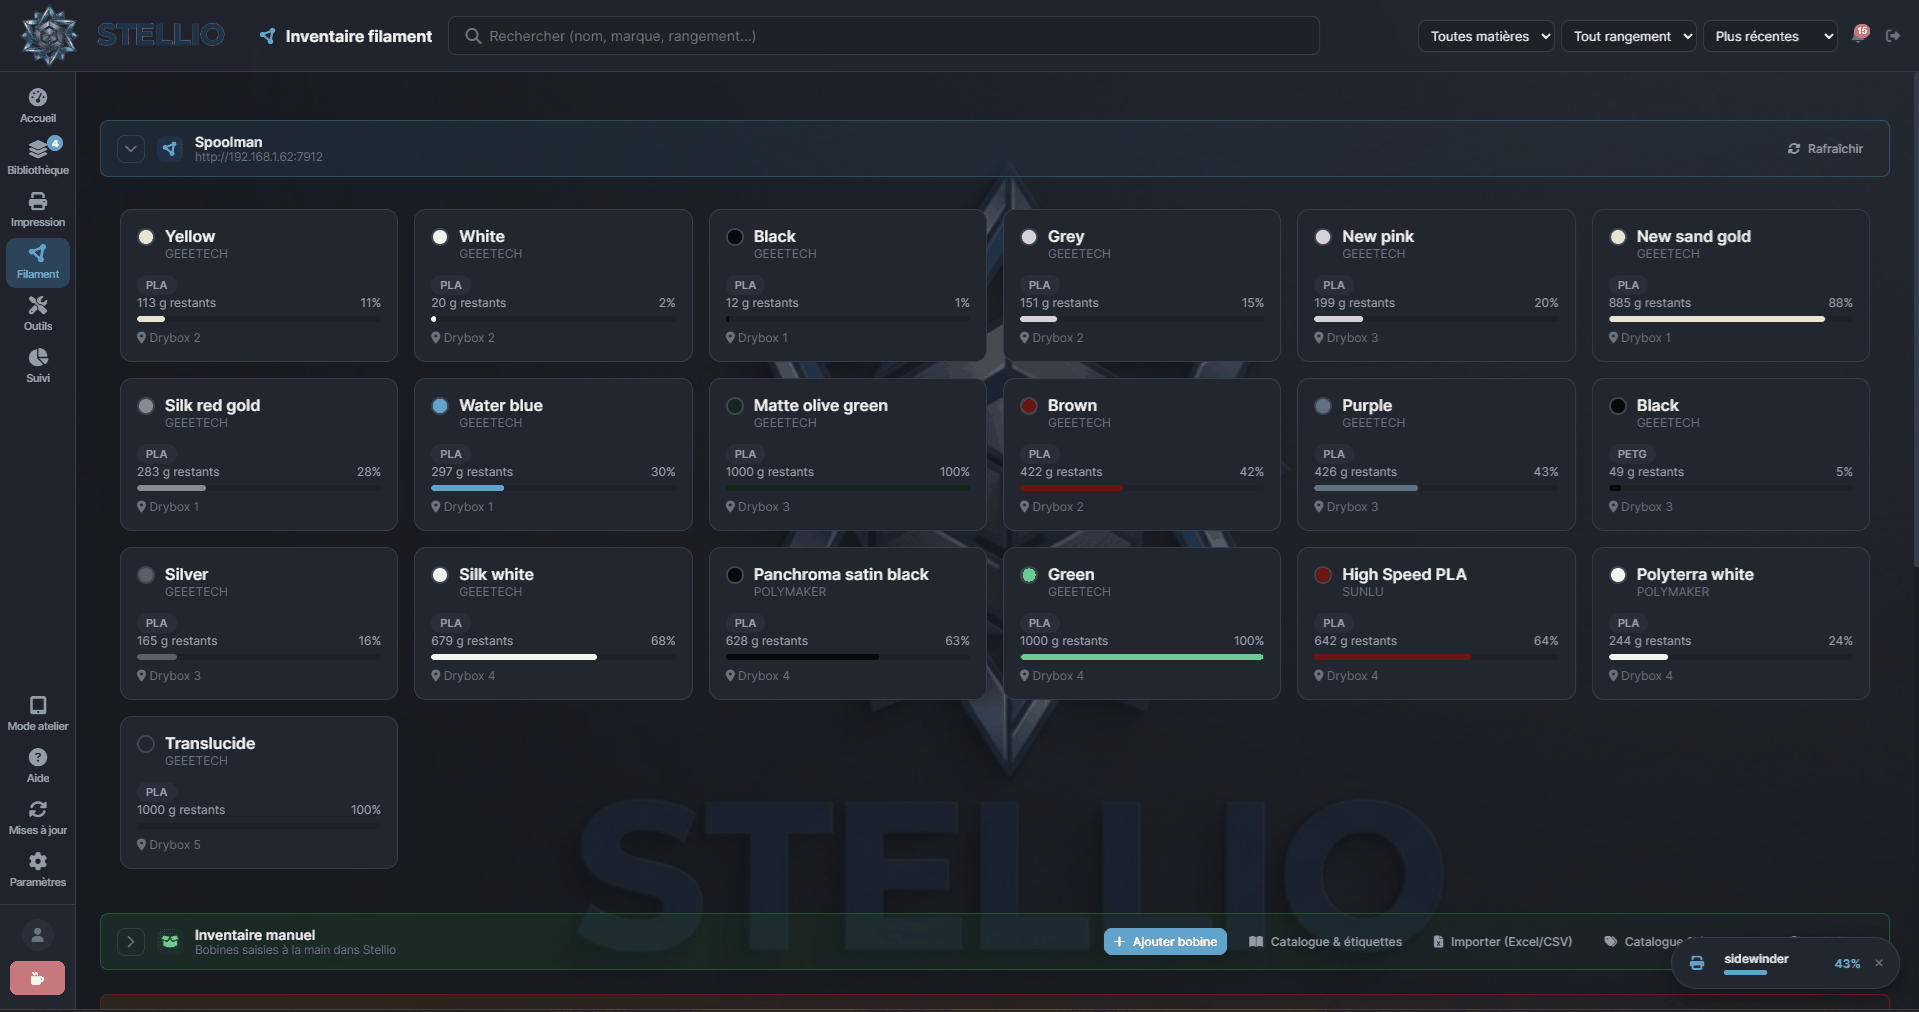 STELLIO
Inventaire filament
Rechercher (nom, marque, rangement...)
Toutes matières
Tout rangement
Plus récentes
15
Accueil
4
Bibliothèque
Impression
Filament
Outils
Suivi
Mode atelier
Aide
Mises à jour
Paramètres
Spoolman
http://192.168.1.62:7912
Rafraîchir
Yellow
GEEETECH
PLA
113 g restants 11%
Drybox 2
White
GEEETECH
PLA
20 g restants 2%
Drybox 2
Black
GEEETECH
PLA
12 g restants 1%
Drybox 1
Grey
GEEETECH
PLA
151 g restants 15%
Drybox 2
New pink
GEEETECH
PLA
199 g restants 20%
Drybox 3
New sand gold
GEEETECH
PLA
885 g restants 88%
Drybox 1
Silk red gold
GEEETECH
PLA
283 g restants 28%
Drybox 1
Water blue
GEEETECH
PLA
297 g restants 30%
Drybox 1
Matte olive green
GEEETECH
PLA
1000 g restants 100%
Drybox 3
Brown
GEEETECH
PLA
422 g restants 42%
Drybox 2
Purple
GEEETECH
PLA
426 g restants 43%
Drybox 3
Black
GEEETECH
PETG
49 g restants 5%
Drybox 3
Silver
GEEETECH
PLA
165 g restants 16%
Drybox 3
Silk white
GEEETECH
PLA
679 g restants 68%
Drybox 4
Panchroma satin black
POLYMAKER
PLA
628 g restants 63%
Drybox 4
Green
GEEETECH
PLA
1000 g restants 100%
Drybox 4
High Speed PLA
SUNLU
PLA
642 g restants 64%
Drybox 4
Polyterra white
POLYMAKER
PLA
244 g restants 24%
Drybox 4
Translucide
GEEETECH
PLA
1000 g restants 100%
Drybox 5
STELLIO
Inventaire manuel
Bobines saisies à la main dans Stellio
+ Ajouter bobine
Catalogue & étiquettes
Importer (Excel/CSV)
Catalogue
sidewinder
43%